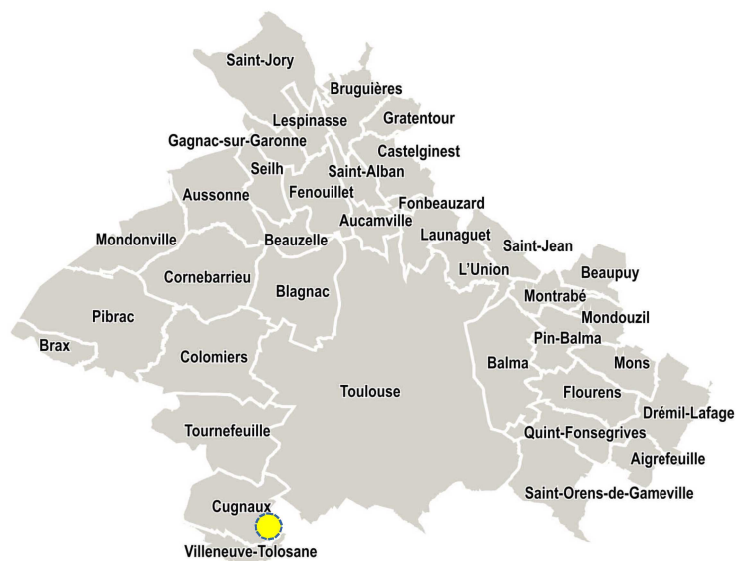 Saint-Jory
Bruguières
Lespinasse
Gratentour
Gagnac-sur-Garonne
Castelginest
Seilh
Saint-Alban
Aussonne
Fenouillet
Fonbeauzard
Aucamville
Launaguet
Mondonville
Beauzelle
Saint-Jean
L'Union
Beaupuy
Cornebarrieu
Blagnac
Montrabé
Pibrac
Mondouzil
Brax
Pin-Balma
Colomiers
Balma
Mons
Toulouse
Flourens
Drémil-Lafage
Tournefeuille
Quint-Fonsegrives
Aigrefeuille
Saint-Orens-de-Gameville
Cugnaux
Villeneuve-Tolosane